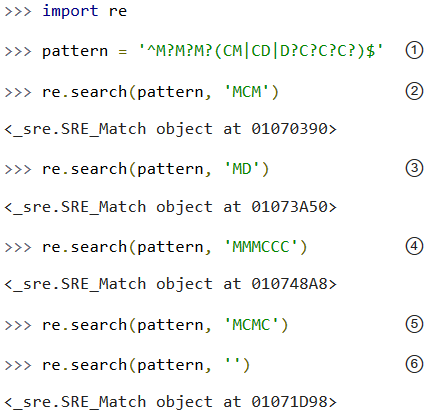 >>> import re
>>> pattern = '^M?M?M?(CM|CD|D?C?C?C?)$' ①
>>> re.search(pattern, 'MCM') ②
<_sre.SRE_Match object at 01070390>
>>> re.search(pattern, 'MD') ③
<_sre.SRE_Match object at 01073A50>
>>> re.search(pattern, 'MMMCCC') ④
<_sre.SRE_Match object at 010748A8>
>>> re.search(pattern, 'MCMC') ⑤
>>> re.search(pattern, '') ⑥
<_sre.SRE_Match object at 01071D98>